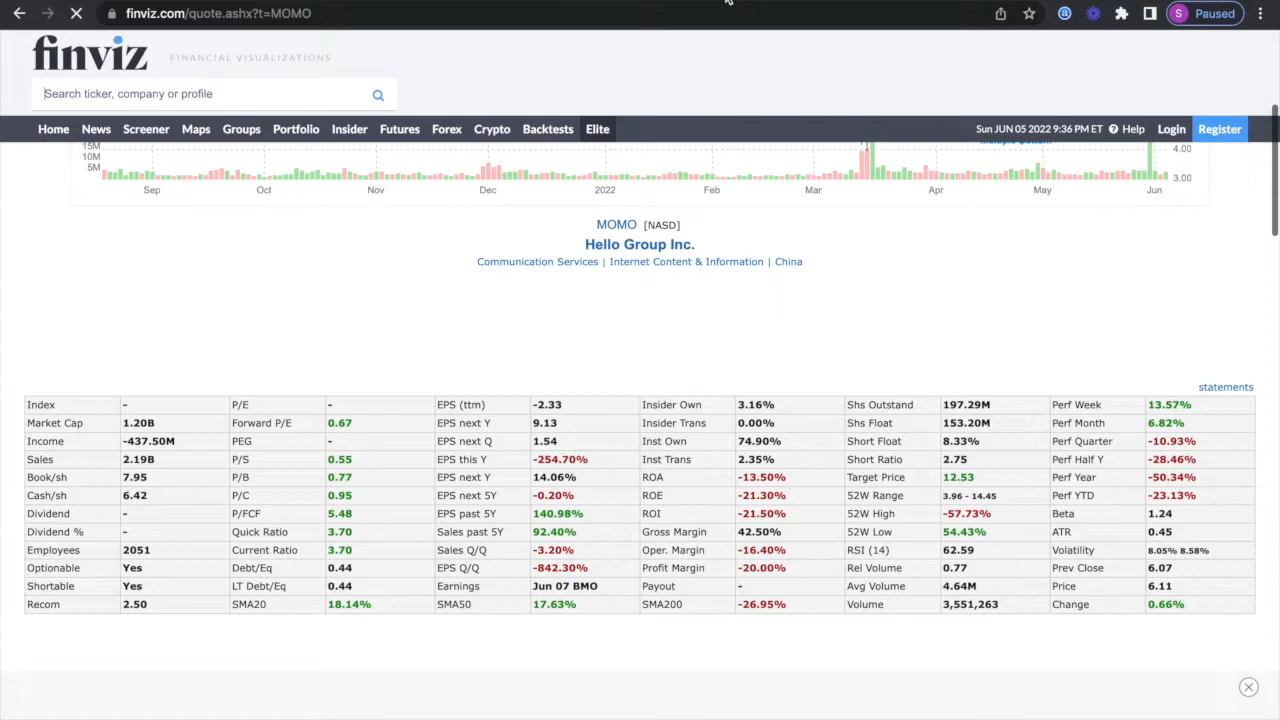 finviz.com/quote.ashx?t=MOMO S Paused
finviz FINANCIAL VISUALIZATIONS
Search ticker, company or profile
Home News Screener Maps Groups Portfolio Insider Futures Forex Crypto Backtests Elite Sun JUN 05 2022 9:36 PM ET Help Login Register
15M 4.00
10M
5M
3.00
Sep Oct Nov Dec 2022 Feb Mar Apr May Jun
MOMO [NASD]
Hello Group Inc.
Communication Services | Internet Content & Information | China
statements
Index - P/E - EPS (ttm) -2.33 Insider Own 3.16% Shs Outstand 197.29M Perf Week 13.57%
Market Cap 1.20B Forward P/E 0.67 EPS next Y 9.13 Insider Trans 0.00% Shs Float 153.20M Perf Month 6.82%
Income -437.50M PEG - EPS next Q 1.54 Inst Own 74.90% Short Float 8.33% Perf Quarter -10.93%
Sales 2.19B P/S 0.55 EPS this Y -254.70% Inst Trans 2.35% Short Ratio 2.75 Perf Half Y -28.46%
Book/sh 7.95 P/B 0.77 EPS next Y 14.06% ROA -13.50% Target Price 12.53 Perf Year -50.34%
Cash/sh 6.42 P/C 0.95 EPS next 5Y -0.20% ROE -21.30% 52W Range 3.96 - 14.45 Perf YTD -23.13%
Dividend - P/FCF 5.48 EPS past 5Y 140.98% ROI -21.50% 52W High -57.73% Beta 1.24
Dividend % - Quick Ratio 3.70 Sales past 5Y 92.40% Gross Margin 42.50% 52W Low 54.43% ATR 0.45
Employees 2051 Current Ratio 3.70 Sales Q/Q -3.20% Oper. Margin -16.40% RSI (14) 62.59 Volatility 8.05% 8.58%
Optionable Yes Debt/Eq 0.44 EPS Q/Q -842.30% Profit Margin -20.00% Rel Volume 0.77 Prev Close 6.07
Shortable Yes LT Debt/Eq 0.44 Earnings Jun 07 BMO Payout - Avg Volume 4.64M Price 6.11
Recom 2.50 SMA20 18.14% SMA50 17.63% SMA200 -26.95% Volume 3,551,263 Change 0.66%